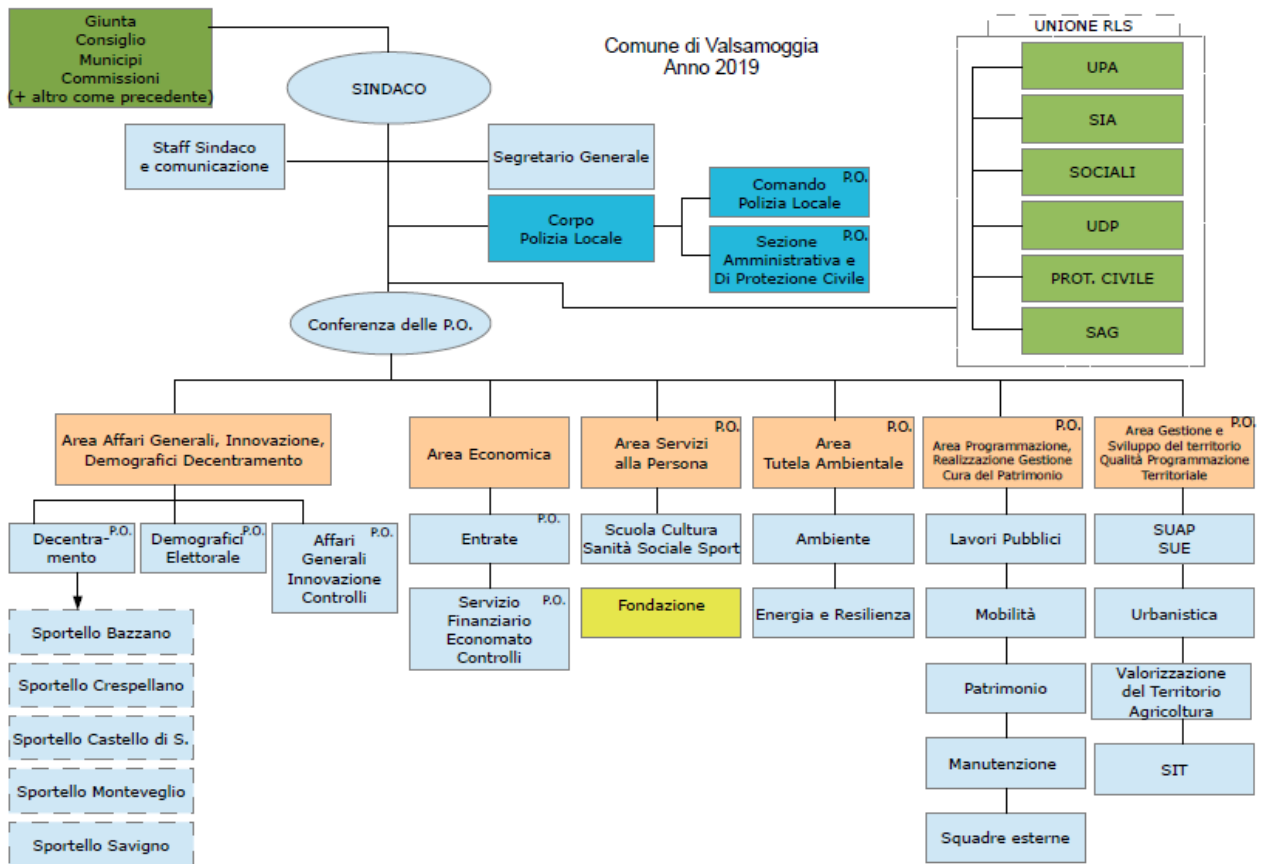 Giunta
Consiglio
Municipi
Commissioni
(+ altro come precedente)
SINDACO
Comune di Valsamoggia
Anno 2019
UNIONE RLS
UPA
SIA
SOCIALI
UDP
PROT. CIVILE
SAG
Staff Sindaco
e comunicazione
Segretario Generale
Corpo
Polizia Locale
P.O.
Comando
Polizia Locale
P.O.
Sezione
Amministrativa e
Di Protezione Civile
Conferenza delle P.O.
Area Affari Generali, Innovazione,
Demografici Decentramento
Area Economica
P.O.
Area Servizi
alla Persona
P.O.
Area
Tutela Ambientale
P.O.
Area Programmazione,
Realizzazione Gestione
Cura del Patrimonio
P.O.
Area Gestione e
Sviluppo del territorio
Qualità Programmazione
Territoriale
P.O.
Decentra-
mento
P.O.
Demografici
Elettorale
P.O.
Affari
Generali
Innovazione
Controlli
Sportello Bazzano
Sportello Crespellano
Sportello Castello di S.
Sportello Monteveglio
Sportello Savigno
P.O.
Entrate
P.O.
Servizio
Finanziario
Economato
Controlli
Scuola Cultura
Sanità Sociale Sport
Fondazione
Ambiente
Energia e Resilienza
Lavori Pubblici
Mobilità
Patrimonio
Manutenzione
Squadre esterne
SUAP
SUE
Urbanistica
Valorizzazione
del Territorio
Agricoltura
SIT